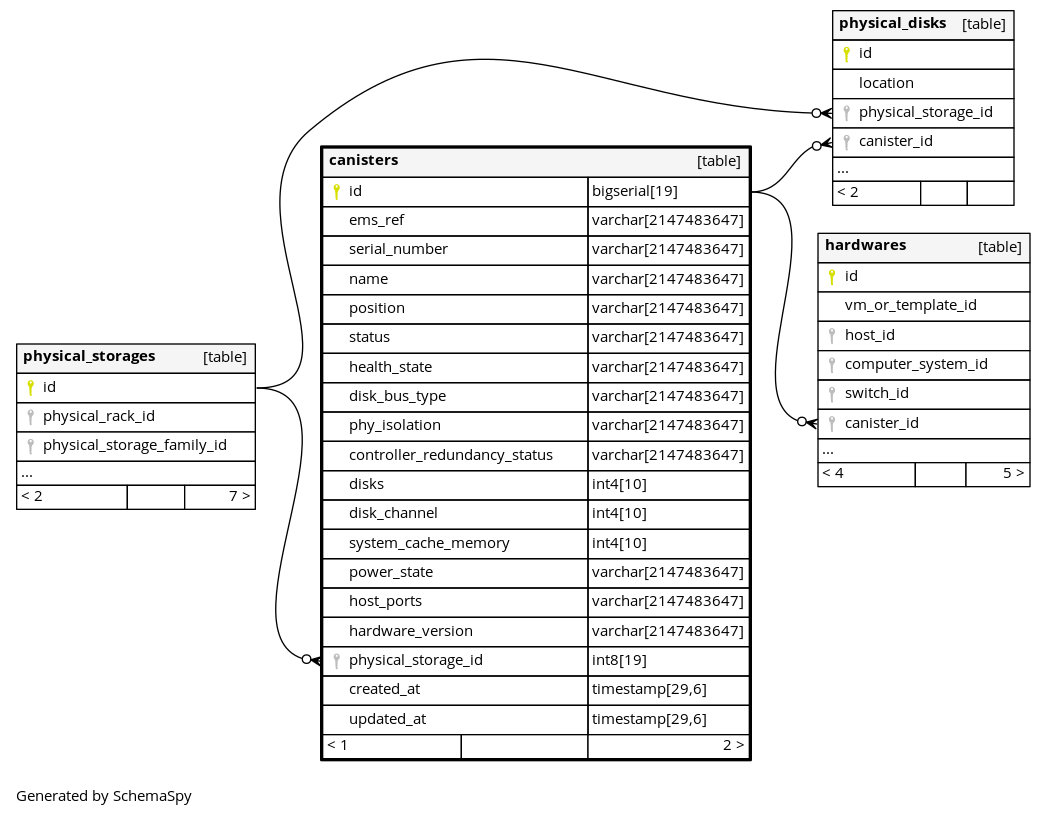 physical_disks [table]
id
location
physical_storage_id
canister_id
...
< 2
canisters [table]
id bigserial[19]
ems_ref varchar[2147483647]
serial_number varchar[2147483647]
name varchar[2147483647]
position varchar[2147483647]
status varchar[2147483647]
health_state varchar[2147483647]
disk_bus_type varchar[2147483647]
phy_isolation varchar[2147483647]
controller_redundancy_status varchar[2147483647]
disks int4[10]
disk_channel int4[10]
system_cache_memory int4[10]
power_state varchar[2147483647]
host_ports varchar[2147483647]
hardware_version varchar[2147483647]
physical_storage_id int8[19]
created_at timestamp[29,6]
updated_at timestamp[29,6]
< 1 2 >
hardwares [table]
id
vm_or_template_id
host_id
computer_system_id
switch_id
canister_id
...
< 4 5 >
physical_storages [table]
id
physical_rack_id
physical_storage_family_id
...
< 2 7 >
Generated by SchemaSpy